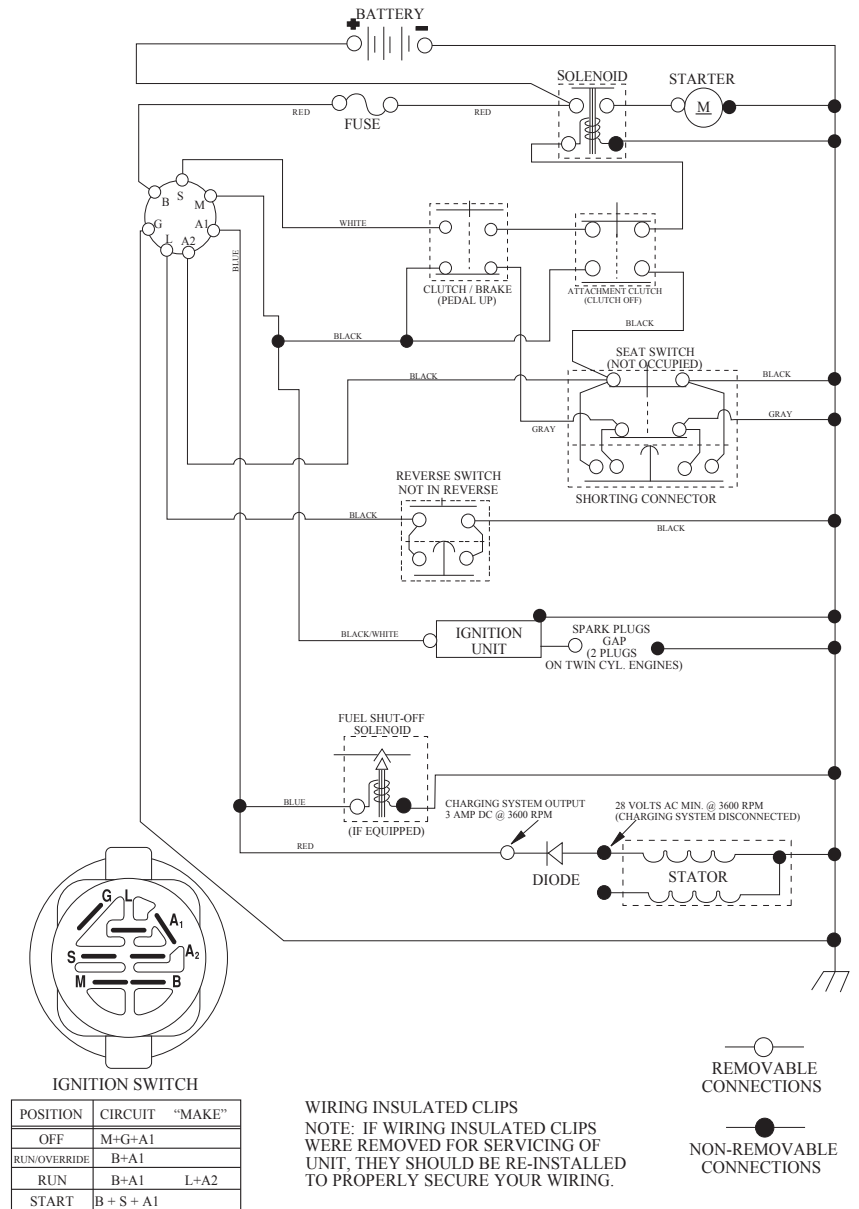 BATTERY
+ -
SOLENOID
STARTER
RED
FUSE
RED
M
B
S
M
G
A1
L
A2
WHITE
BLUE
CLUTCH / BRAKE
(PEDAL UP)
ATTACHMENT CLUTCH
(CLUTCH OFF)
BLACK
BLACK
SEAT SWITCH
(NOT OCCUPIED)
BLACK
BLACK
GRAY
GRAY
REVERSE SWITCH
NOT IN REVERSE
SHORTING CONNECTOR
BLACK
BLACK
BLACK/WHITE
IGNITION
UNIT
SPARK PLUGS
GAP
(2 PLUGS
ON TWIN CYL. ENGINES)
FUEL SHUT-OFF
SOLENOID
BLUE
(IF EQUIPPED)
CHARGING SYSTEM OUTPUT
3 AMP DC @ 3600 RPM
28 VOLTS AC MIN. @ 3600 RPM
(CHARGING SYSTEM DISCONNECTED)
RED
DIODE
STATOR
G L
A1
S
A2
M
B
IGNITION SWITCH
POSITION CIRCUIT “MAKE”
OFF M+G+A1
RUN/OVERRIDE B+A1
RUN B+A1 L+A2
START B + S + A1
WIRING INSULATED CLIPS
NOTE: IF WIRING INSULATED CLIPS
WERE REMOVED FOR SERVICING OF
UNIT, THEY SHOULD BE RE-INSTALLED
TO PROPERLY SECURE YOUR WIRING.
REMOVABLE
CONNECTIONS
NON-REMOVABLE
CONNECTIONS